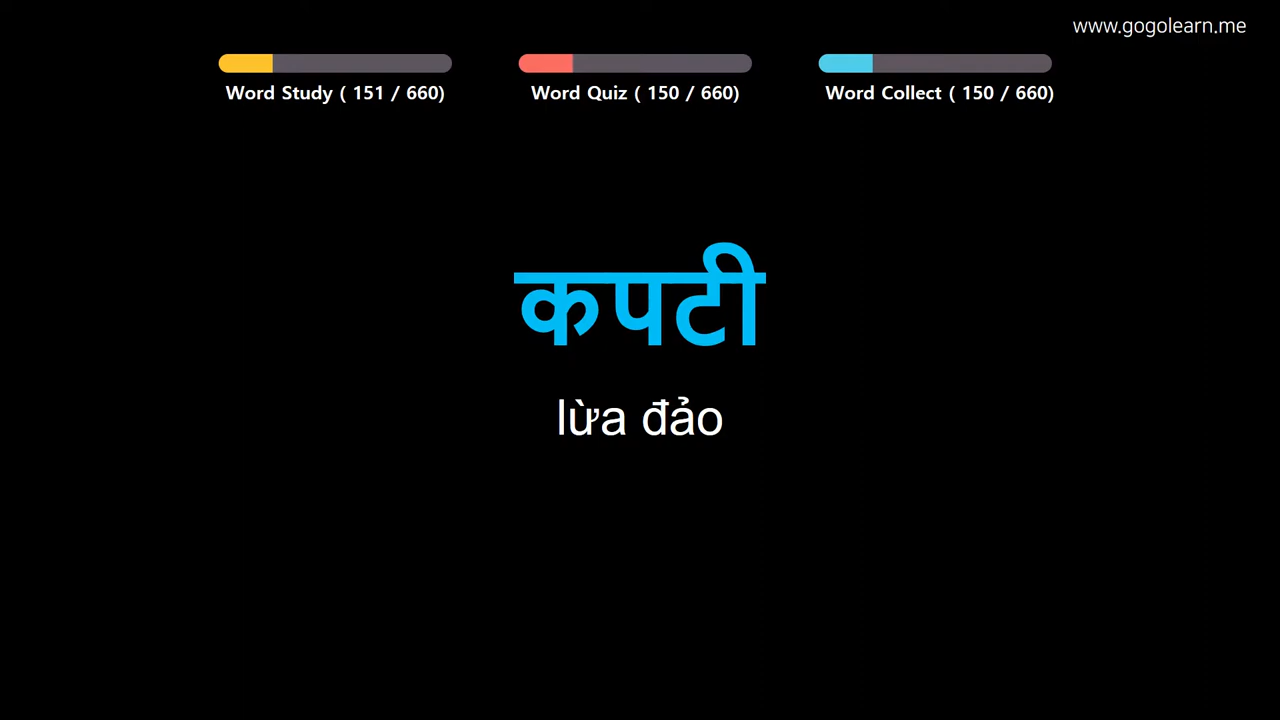 www.gogolearn.me
Word Study ( 151 / 660)
Word Quiz ( 150 / 660)
Word Collect ( 150 / 660)
कपटी
lừa đảo